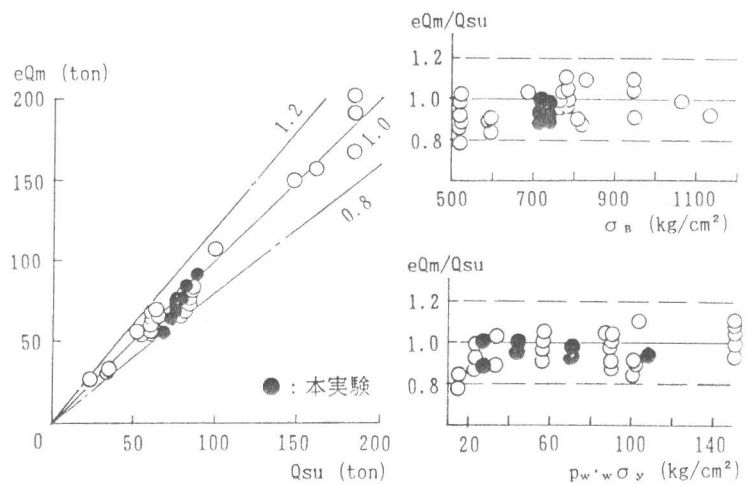 eQm (ton)
200
150
100
50
0
50
100
150
200
Qsu (ton)
1.2
1.0
0.8
●：本実験
eQm/Qsu
1.2
1.0
0.8
500 700 900 1100
σB (kg/cm²)
eQm/Qsu
1.2
1.0
0.8
20 60 100 140
pw·wσy (kg/cm²)